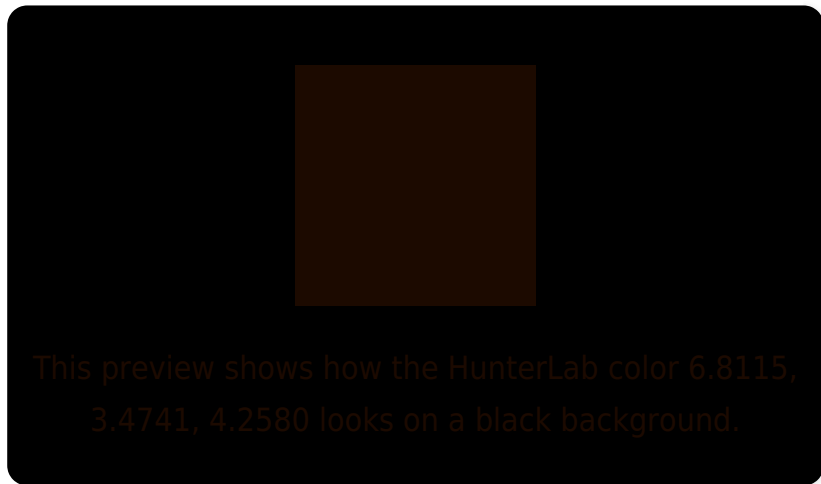 This preview shows how the HunterLab color 6.8115,
3.4741, 4.2580 looks on a black background.